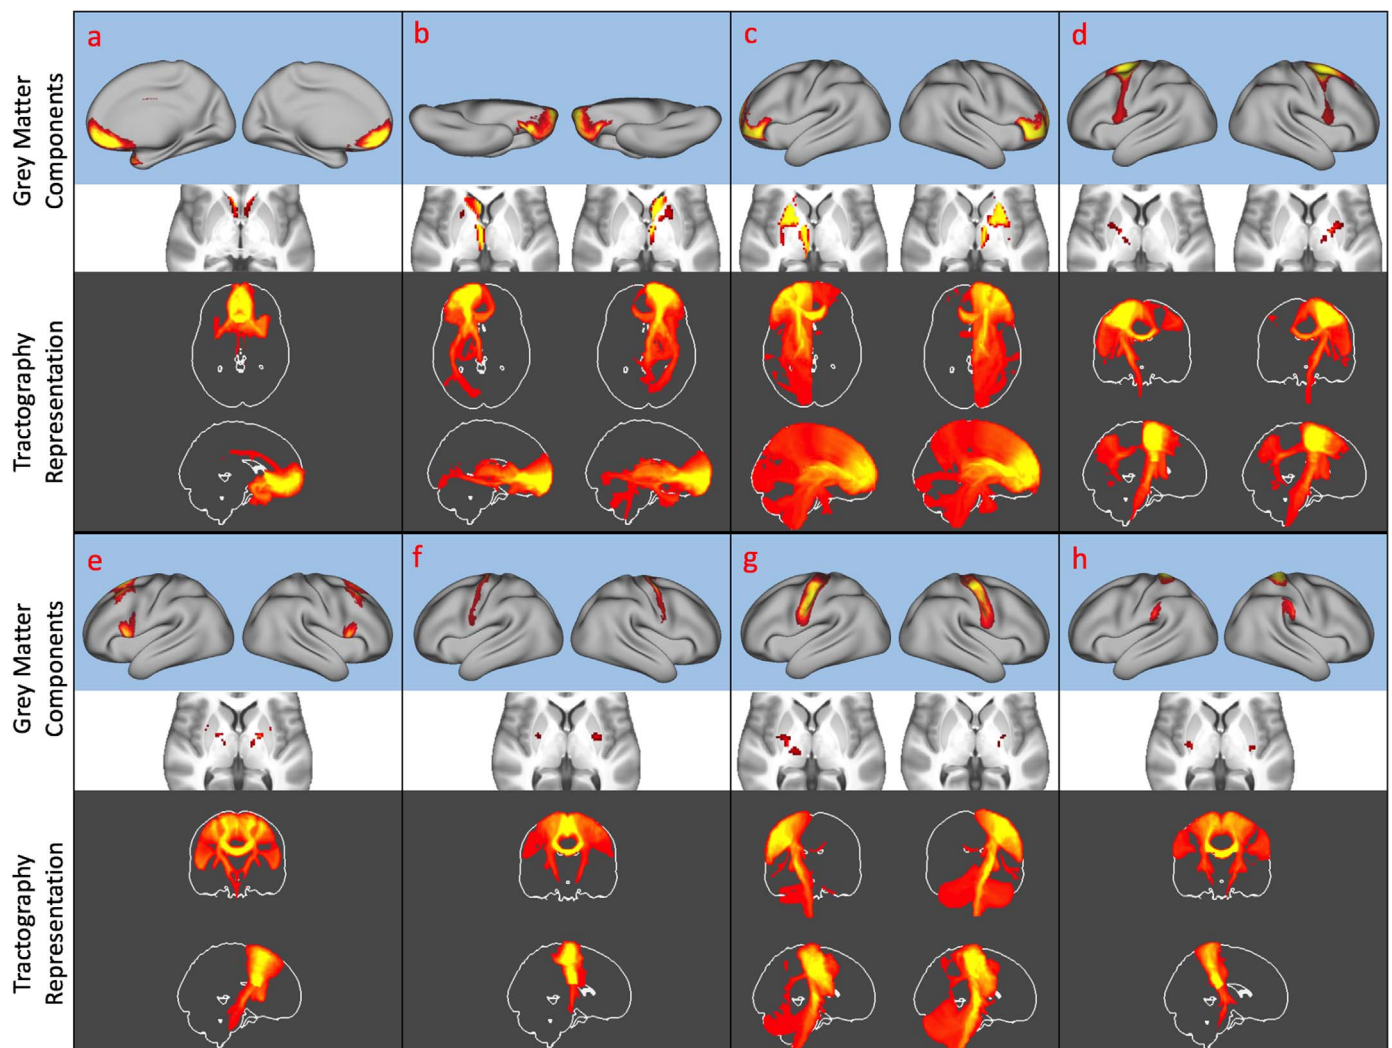 a
b
c
d
Grey Matter
Components
Tractography
Representation
e
f
g
h
Grey Matter
Components
Tractography
Representation